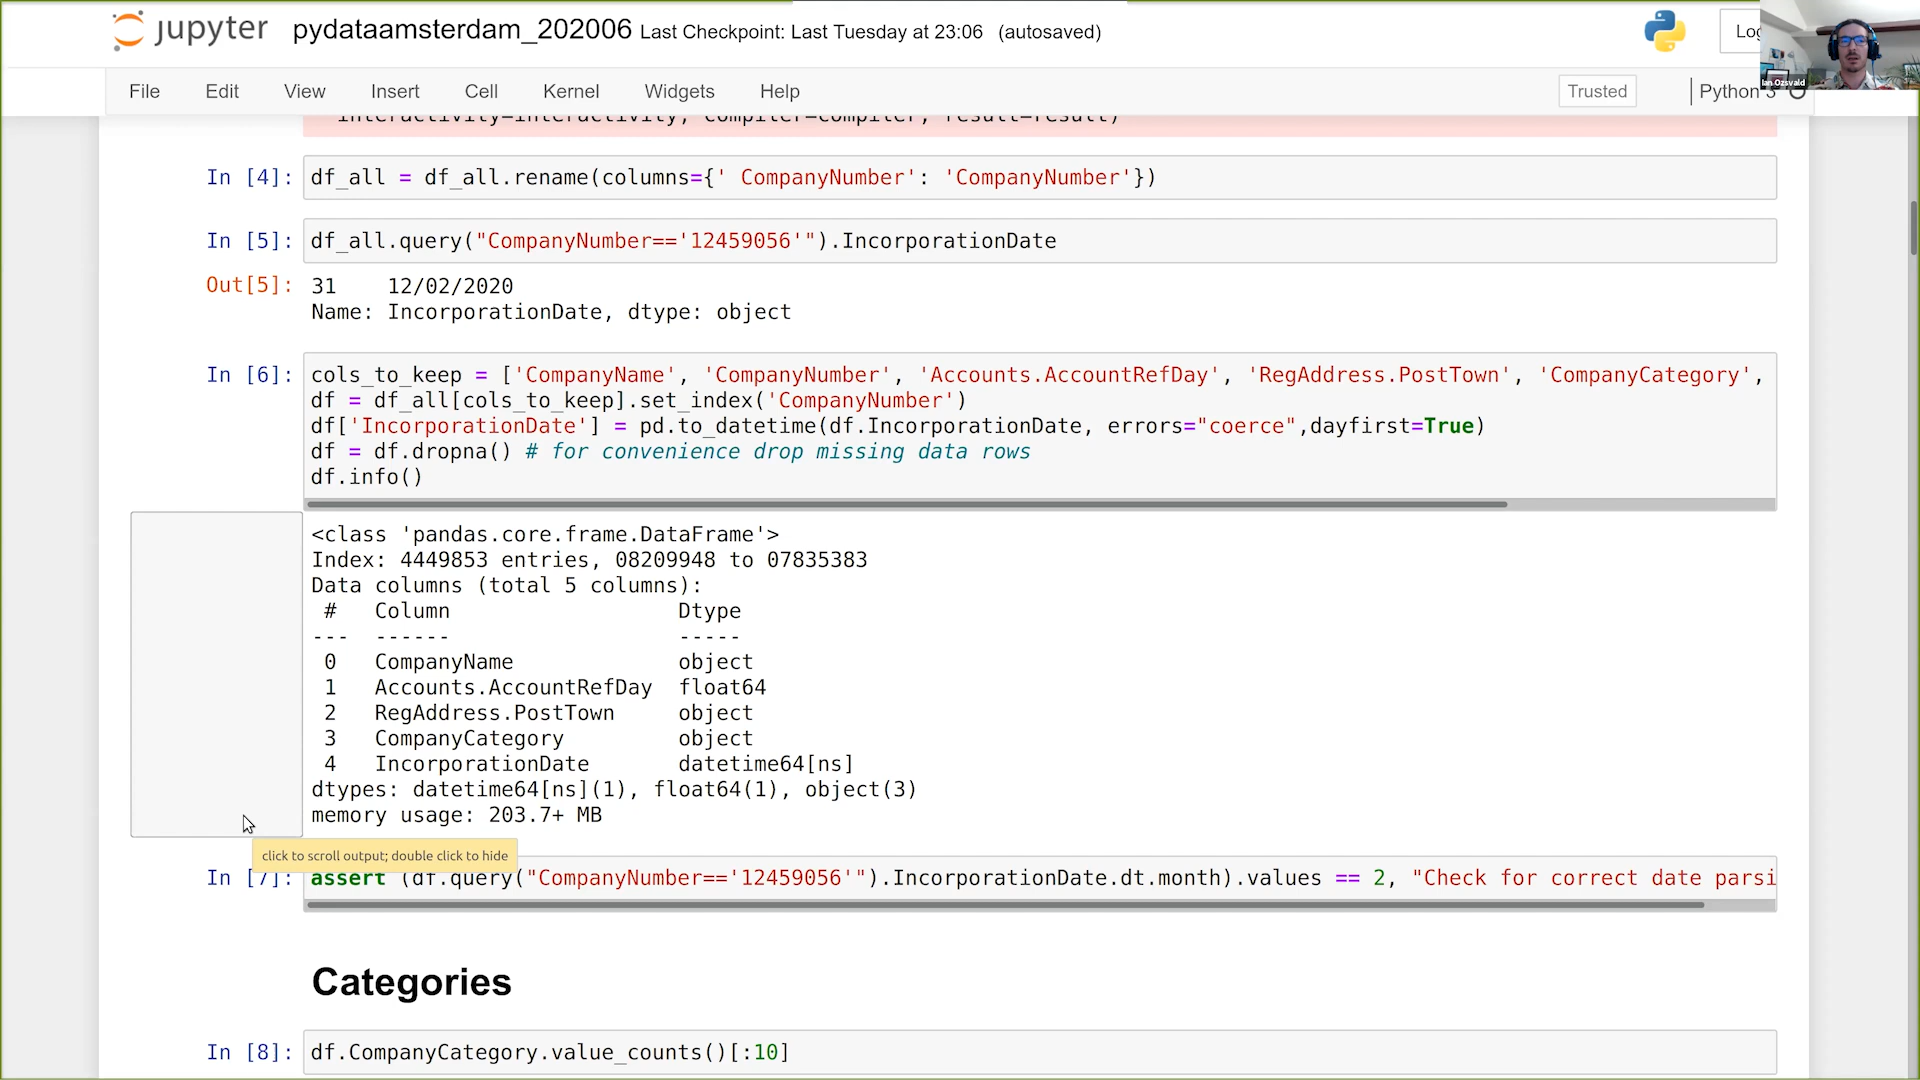 jupyter pydataamsterdam_202006 Last Checkpoint: Last Tuesday at 23:06 (autosaved)
Ian Ozsvald
File Edit View Insert Cell Kernel Widgets Help Trusted Python 3
interactivity=interactivity, compiler=compiler, result=result)
In [4]: df_all = df_all.rename(columns={' CompanyNumber': 'CompanyNumber'})
In [5]: df_all.query("CompanyNumber=='12459056'").IncorporationDate
Out[5]: 31    12/02/2020
Name: IncorporationDate, dtype: object
In [6]: cols_to_keep = ['CompanyName', 'CompanyNumber', 'Accounts.AccountRefDay', 'RegAddress.PostTown', 'CompanyCategory',
df = df_all[cols_to_keep].set_index('CompanyNumber')
df['IncorporationDate'] = pd.to_datetime(df.IncorporationDate, errors="coerce",dayfirst=True)
df = df.dropna() # for convenience drop missing data rows
df.info()
<class 'pandas.core.frame.DataFrame'>
Index: 4449853 entries, 08209948 to 07835383
Data columns (total 5 columns):
 #   Column                  Dtype
---  ------                  -----
 0   CompanyName             object
 1   Accounts.AccountRefDay  float64
 2   RegAddress.PostTown     object
 3   CompanyCategory         object
 4   IncorporationDate       datetime64[ns]
dtypes: datetime64[ns](1), float64(1), object(3)
memory usage: 203.7+ MB
click to scroll output; double click to hide
In [7]: assert (df.query("CompanyNumber=='12459056'").IncorporationDate.dt.month).values == 2, "Check for correct date parsi
Categories
In [8]: df.CompanyCategory.value_counts()[:10]